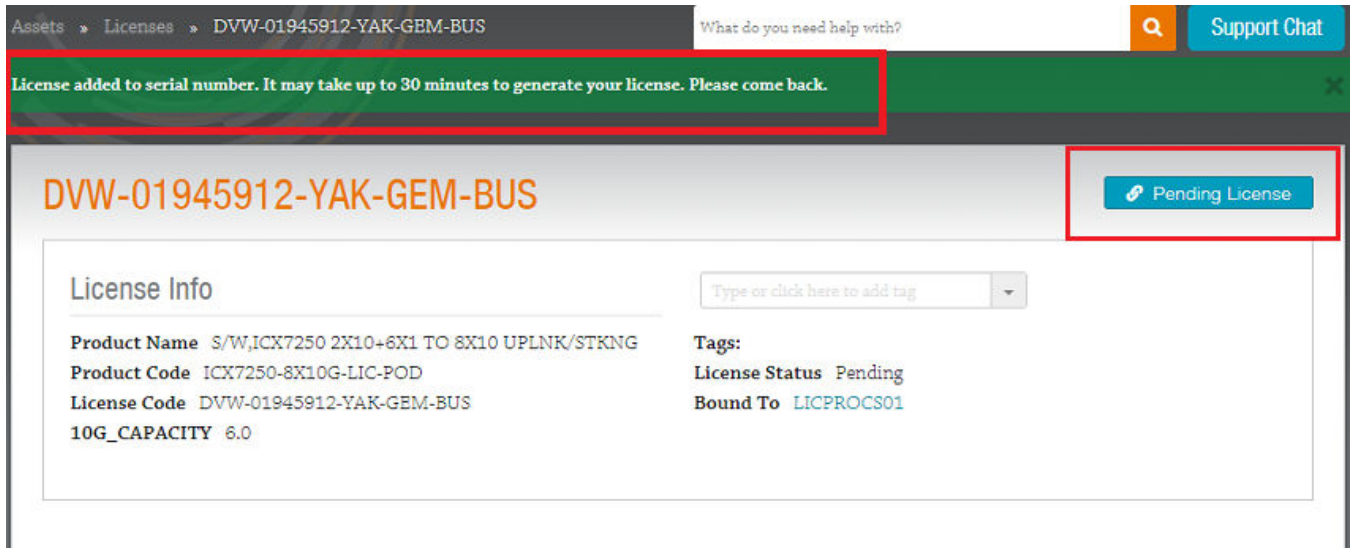 Assets » Licenses » DVW-01945912-YAK-GEM-BUS
What do you need help with?
Support Chat
License added to serial number. It may take up to 30 minutes to generate your license. Please come back.
DVW-01945912-YAK-GEM-BUS
Pending License
License Info
Type or click here to add tag
Product Name S/W,ICX7250 2X10+6X1 TO 8X10 UPLNK/STKNG
Product Code ICX7250-8X10G-LIC-POD
License Code DVW-01945912-YAK-GEM-BUS
10G_CAPACITY 6.0
Tags:
License Status Pending
Bound To LICPROCS01